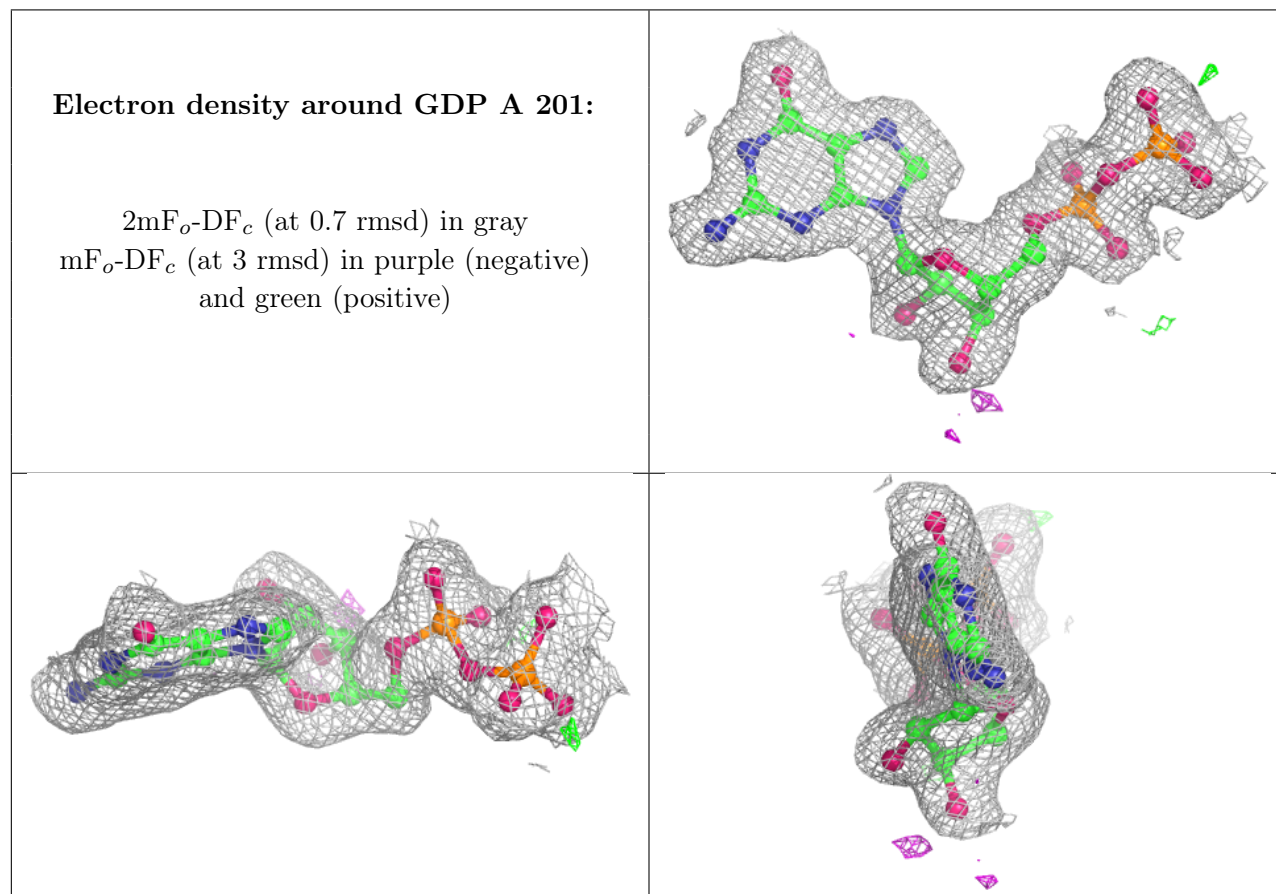 Electron density around GDP A 201:
2mFo-DFc (at 0.7 rmsd) in gray
mFo-DFc (at 3 rmsd) in purple (negative)
and green (positive)